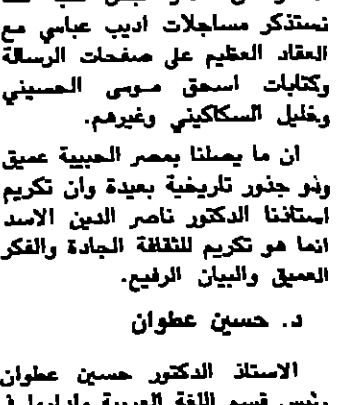 نستذكر مساجلات اديب عباسي مع
العقاد العظيم على صفحات الرسالة
وكتابات اسحق موسى الحسيني
وخليل السكاكيني وغيرهم.
ان ما يصلنا بمصر الحبيبة عميق
وذو جذور تاريخية بعيدة وان تكريم
استاذنا الدكتور ناصر الدين الاسد
انما هو تكريم للثقافة الجادة والفكر
العميق والبيان الرفيع.
د. حسين عطوان
الاستاذ الدكتور حسين عطوان
رئيس قسم اللغة العربية وادابها في